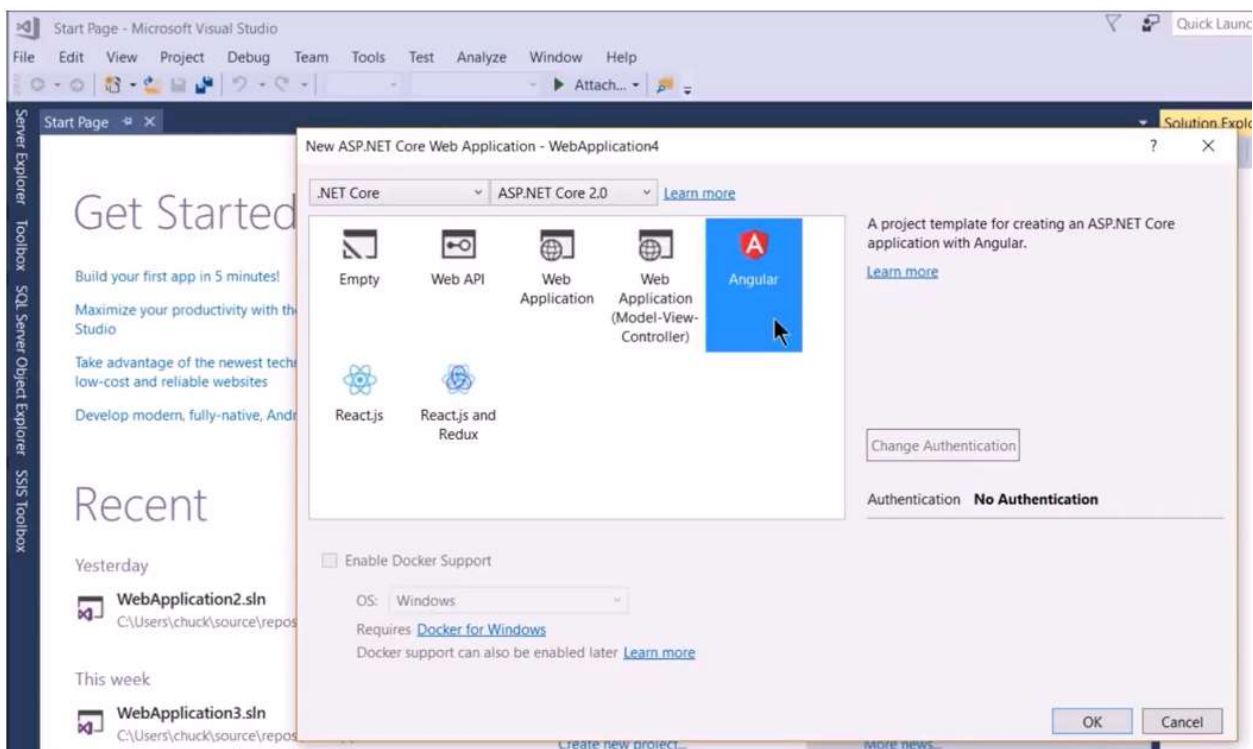 Start Page - Microsoft Visual Studio
Quick Launc
File Edit View Project Debug Team Tools Test Analyze Window Help
Attach...
Server Explorer
Toolbox
SQL Server Object Explorer
SSIS Toolbox
Start Page
Solution Explo
Get Started
Build your first app in 5 minutes!
Maximize your productivity with th
Studio
Take advantage of the newest tech
low-cost and reliable websites
Develop modern, fully-native, Andr
Recent
Yesterday
WebApplication2.sln
C:\Users\chuck\source\repos
This week
WebApplication3.sln
C:\Users\chuck\source\repos
New ASP.NET Core Web Application - WebApplication4
? 
.NET Core ASP.NET Core 2.0 Learn more
Empty
Web API
Web
Application
Web
Application
(Model-View-
Controller)
Angular
React.js
React.js and
Redux
A project template for creating an ASP.NET Core
application with Angular.
Learn more
Change Authentication
Authentication No Authentication
Enable Docker Support
OS: Windows
Requires Docker for Windows
Docker support can also be enabled later Learn more
OK Cancel
Create new project...
More news...